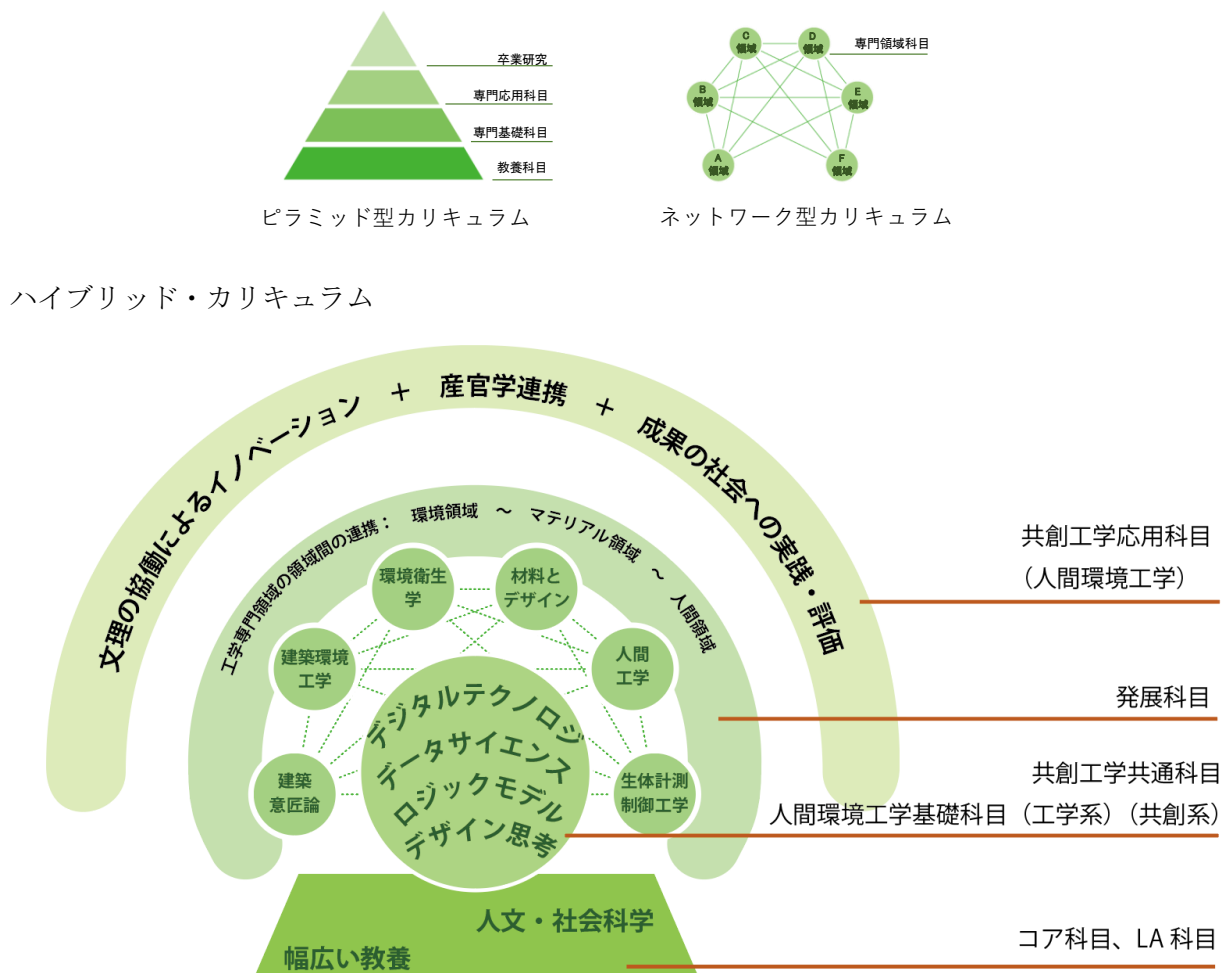 卒業研究
専門応用科目
専門基礎科目
教養科目
ピラミッド型カリキュラム
C
領域
D
領域
専門領域科目
B
領域
E
領域
A
領域
F
領域
ネットワーク型カリキュラム
ハイブリッド・カリキュラム
文理の協働によるイノベーション + 産官学連携 + 成果の社会への実践・評価
工学専門領域の領域間の連携: 環境領域 ~ マテリアル領域 ~ 人間領域
環境衛生
学
材料と
デザイン
建築環境
工学
人間
工学
建築
意匠論
生体計測
制御工学
デジタルテクノロジ
データサイエンス
ロジックモデル
デザイン思考
人文・社会科学
幅広い教養
共創工学応用科目
(人間環境工学)
発展科目
共創工学共通科目
人間環境工学基礎科目(工学系)(共創系)
コア科目、LA 科目